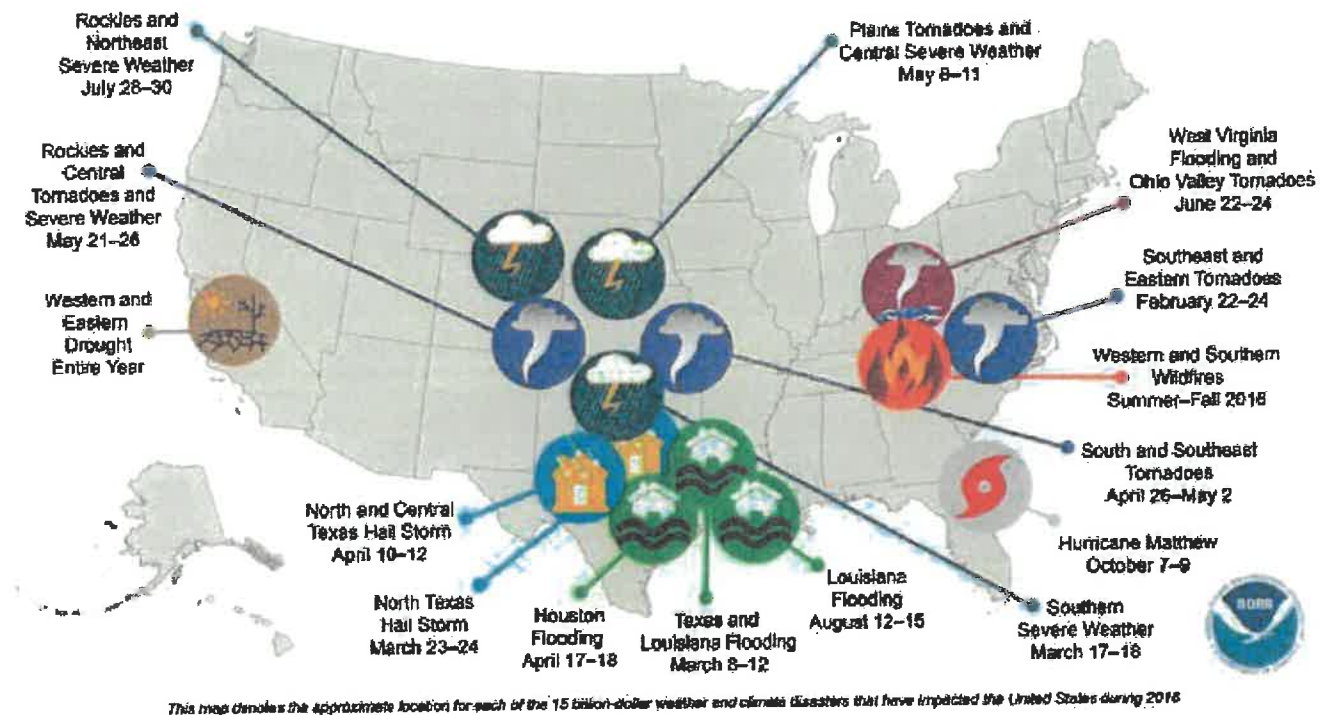 Rockies and
Northeast
Severe Weather
July 28–30
Plains Tornadoes and
Central Severe Weather
May 8–11
Rockies and
Central
Tornadoes and
Severe Weather
May 21–26
West Virginia
Flooding and
Ohio Valley Tornadoes
June 22–24
Southeast and
Eastern Tornadoes
February 22–24
Western and
Eastern
Drought
Entire Year
Western and Southern
Wildfires
Summer–Fall 2016
South and Southeast
Tornadoes
April 26–May 2
North and Central
Texas Hail Storm
April 10–12
Hurricane Matthew
October 7–9
North Texas
Hail Storm
March 23–24
Houston
Flooding
April 17–18
Texas and
Louisiana Flooding
March 8–12
Louisiana
Flooding
August 12–15
Southern
Severe Weather
March 17–18
This map denotes the approximate location for each of the 15 billion-dollar weather and climate disasters that have impacted the United States during 2016